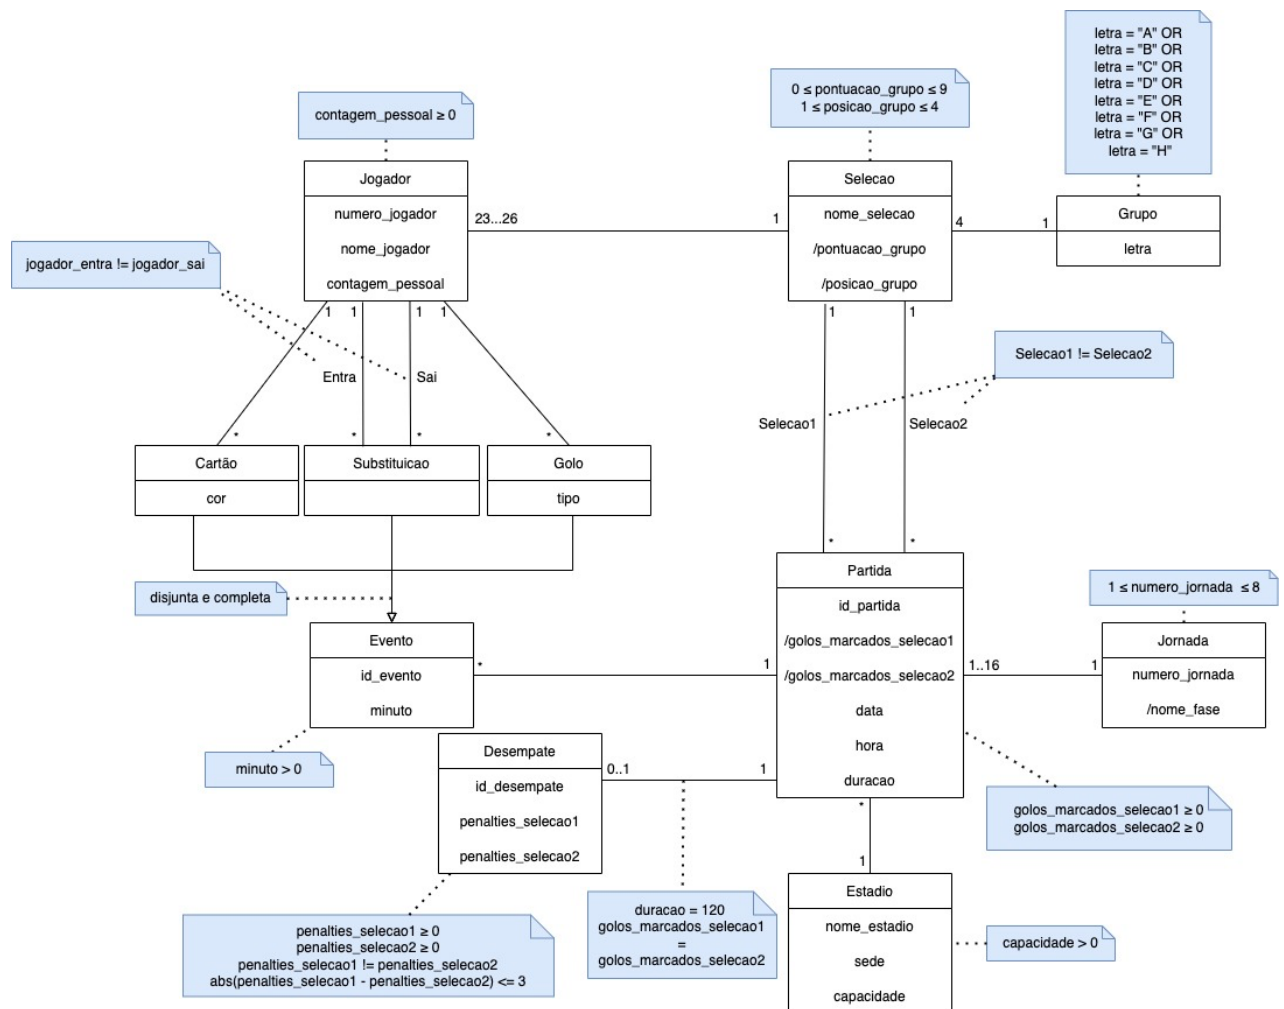 letra = "A" OR
letra = "B" OR
letra = "C" OR
letra = "D" OR
letra = "E" OR
letra = "F" OR
letra = "G" OR
letra = "H"
0 ≤ pontuacao_grupo ≤ 9
1 ≤ posicao_grupo ≤ 4
contagem_pessoal ≥ 0
Jogador
numero_jogador
nome_jogador
contagem_pessoal
23...26
1
Selecao
nome_selecao
/pontuacao_grupo
/posicao_grupo
4
1
Grupo
letra
jogador_entra != jogador_sai
1
1
1
1
Entra
Sai
1
1
Selecao1 != Selecao2
Selecao1
Selecao2
*
*
*
*
Cartão
cor
Substituicao
Golo
tipo
*
*
disjunta e completa
Evento
id_evento
minuto
*
1
minuto > 0
Partida
id_partida
/golos_marcados_selecao1
/golos_marcados_selecao2
data
hora
duracao
1..16
1
1 ≤ numero_jornada ≤ 8
Jornada
numero_jornada
/nome_fase
Desempate
id_desempate
penalties_selecao1
penalties_selecao2
0..1
1
golos_marcados_selecao1 ≥ 0
golos_marcados_selecao2 ≥ 0
*
1
penalties_selecao1 ≥ 0
penalties_selecao2 ≥ 0
penalties_selecao1 != penalties_selecao2
abs(penalties_selecao1 - penalties_selecao2) <= 3
duracao = 120
golos_marcados_selecao1
=
golos_marcados_selecao2
Estadio
nome_estadio
sede
capacidade
capacidade > 0